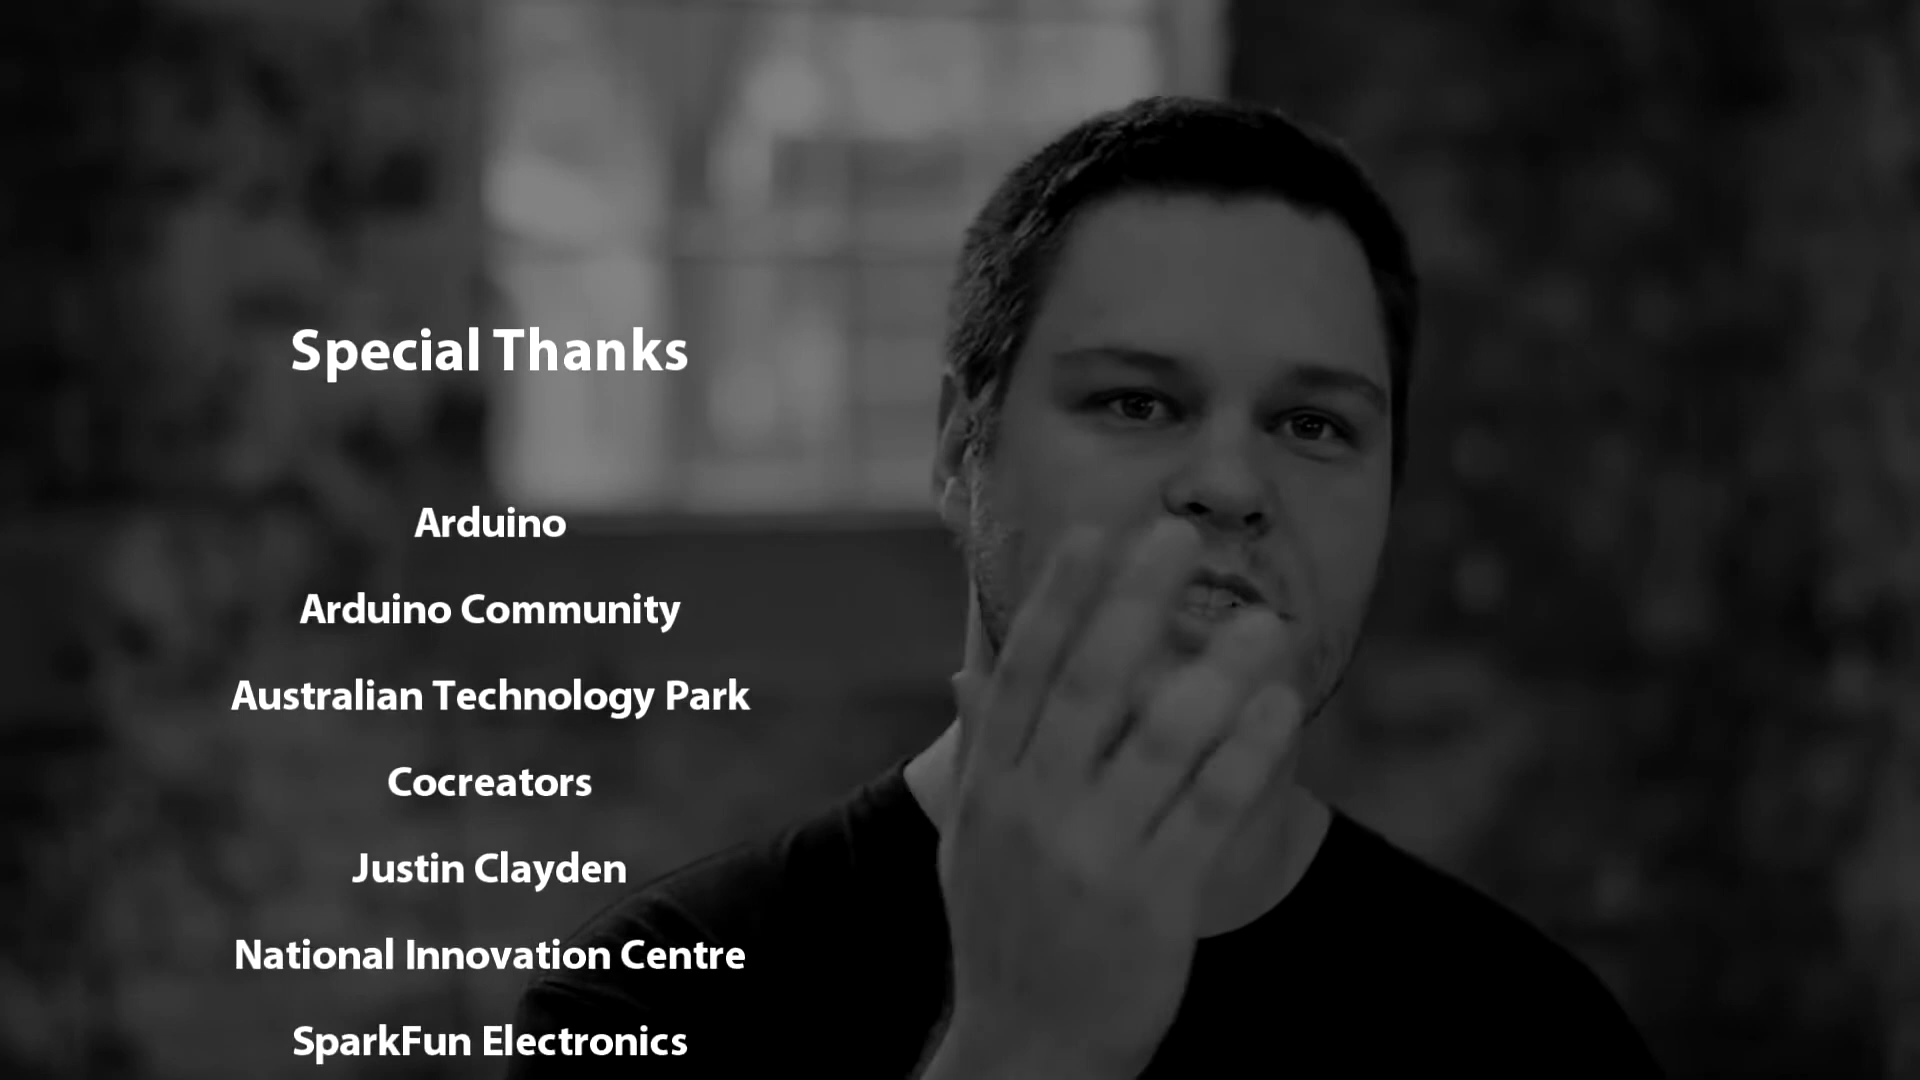 Special Thanks
Arduino
Arduino Community
Australian Technology Park
Cocreators
Justin Clayden
National Innovation Centre
SparkFun Electronics